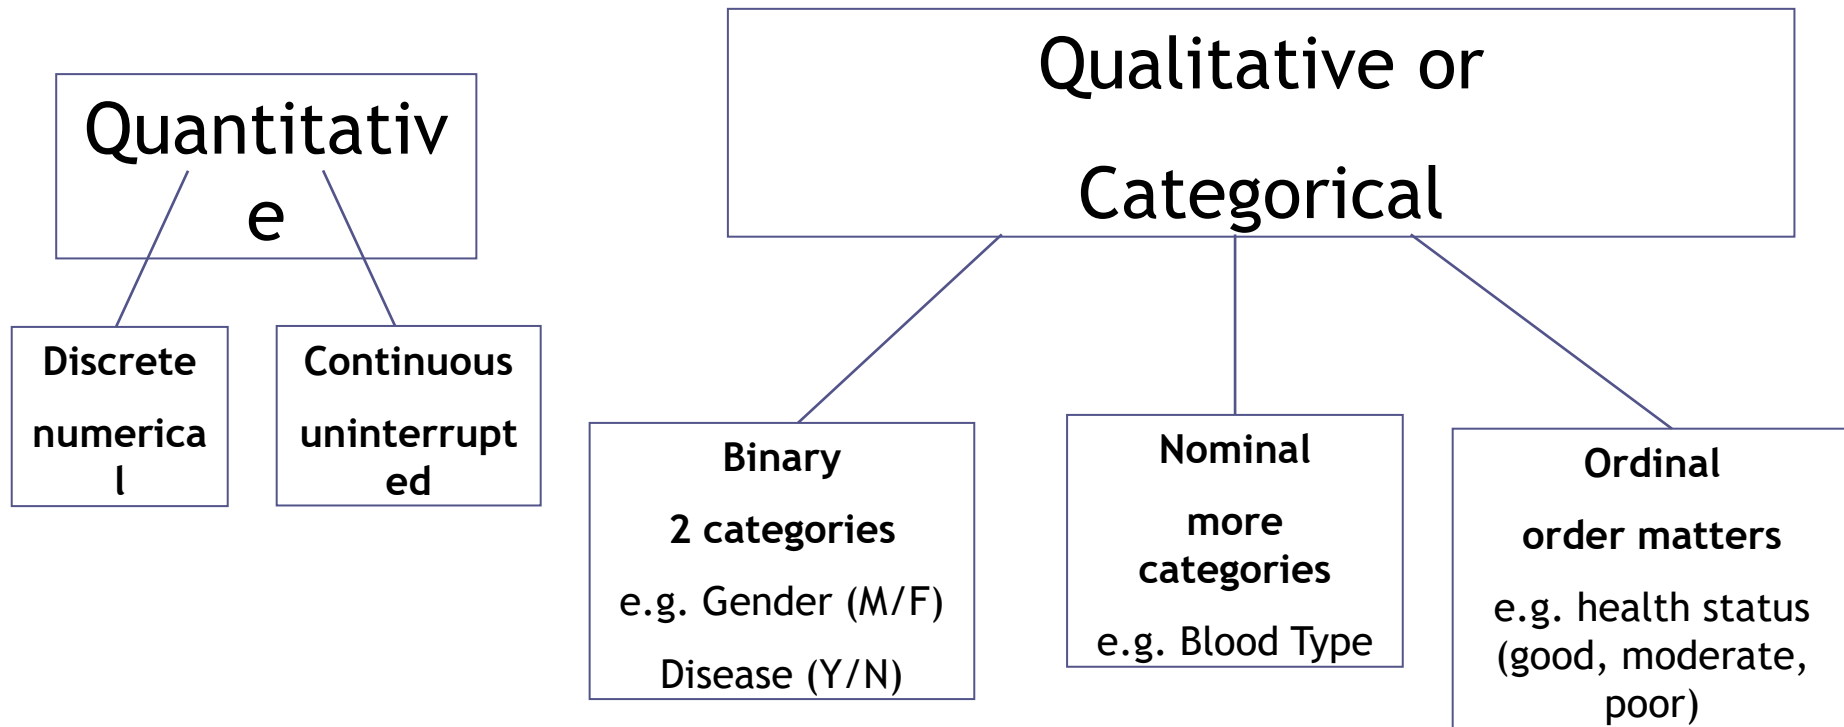 Quantitativ
e
Discrete
numerica
l
Continuous
uninterrupt
ed
Qualitative or
Categorical
Binary
2 categories
e.g. Gender (M/F)
Disease (Y/N)
Nominal
more
categories
e.g. Blood Type
Ordinal
order matters
e.g. health status
(good, moderate,
poor)